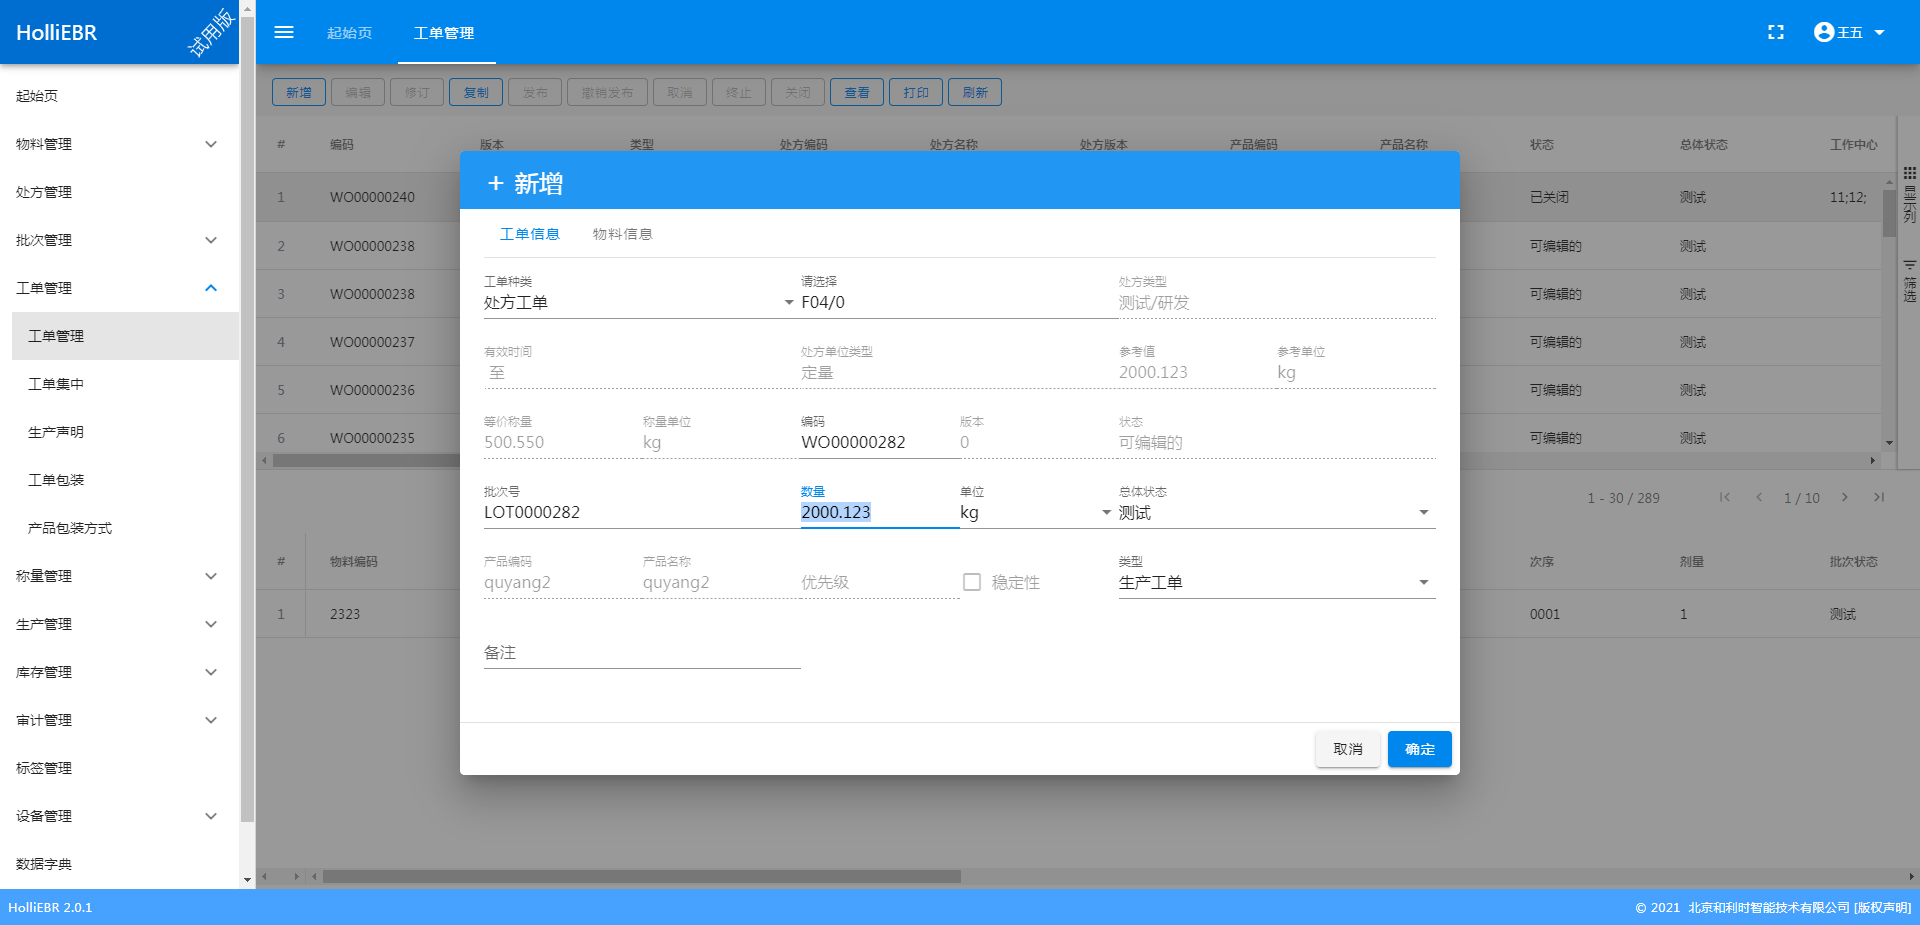 HolliEBR
试用版
起始页
工单管理
王五
起始页
物料管理
处方管理
批次管理
工单管理
工单管理
工单集中
生产声明
工单包装
产品包装方式
称量管理
生产管理
库存管理
审计管理
标签管理
设备管理
数据字典
新增 编辑 修订 复制 发布 撤销发布 取消 终止 关闭 查看 打印 刷新
# 编码 版本 类型 处方编码 处方名称 处方版本 产品编码 产品名称 状态 总体状态 工作中心
1 WO00000240 已关闭 测试 11;12;
2 WO00000238 可编辑的 测试
3 WO00000238 可编辑的 测试
4 WO00000237 可编辑的 测试
5 WO00000236 可编辑的 测试
6 WO00000235 可编辑的 测试
显示列
筛选
1 - 30 / 289 1 / 10
# 物料编码 次序 剂量 批次状态
1 2323 0001 1 测试
+ 新增
工单信息 物料信息
工单种类 请选择 处方类型
处方工单 F04/0 测试/研发
有效时间 处方单位类型 参考值 参考单位
至 定量 2000.123 kg
等价称量 称量单位 编码 版本 状态
500.550 kg WO00000282 0 可编辑的
批次号 数量 单位 总体状态
LOT0000282 2000.123 kg 测试
产品编码 产品名称 类型
quyang2 quyang2 优先级 稳定性 生产工单
备注
取消 确定
HolliEBR 2.0.1
© 2021 北京和利时智能技术有限公司 [版权声明]